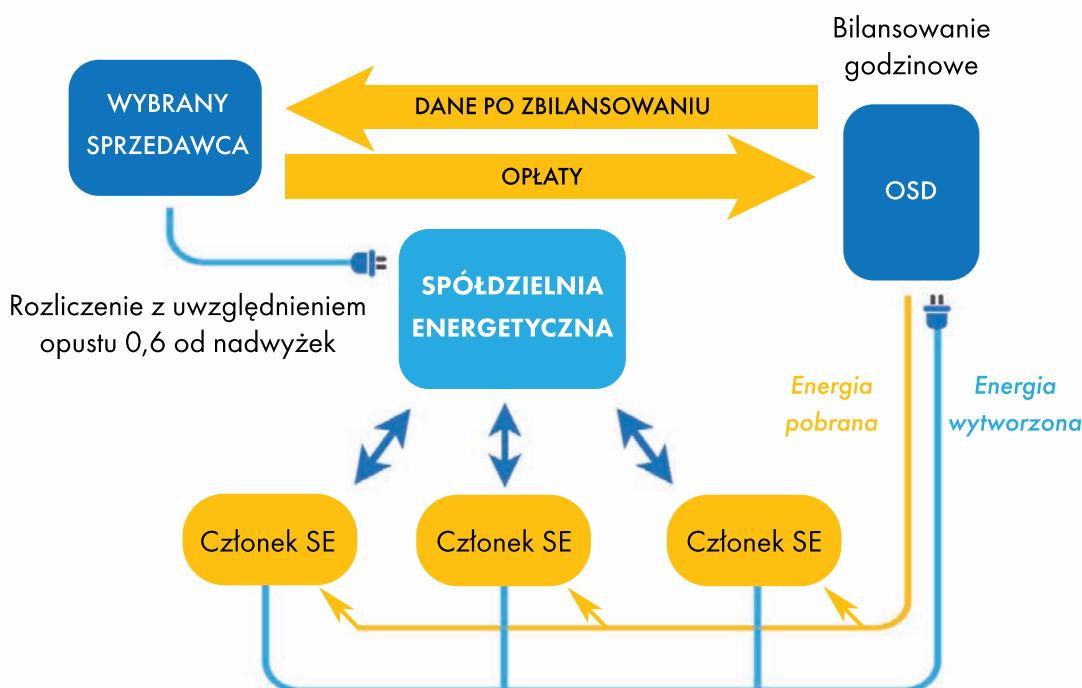 Bilansowanie
godzinowe
WYBRANY
SPRZEDAWCA
DANE PO ZBILANSOWANIU
OPŁATY
OSD
SPÓŁDZIELNIA
ENERGETYCZNA
Rozliczenie z uwzględnieniem
opustu 0,6 od nadwyżek
Energia
pobrana
Energia
wytworzona
Członek SE
Członek SE
Członek SE